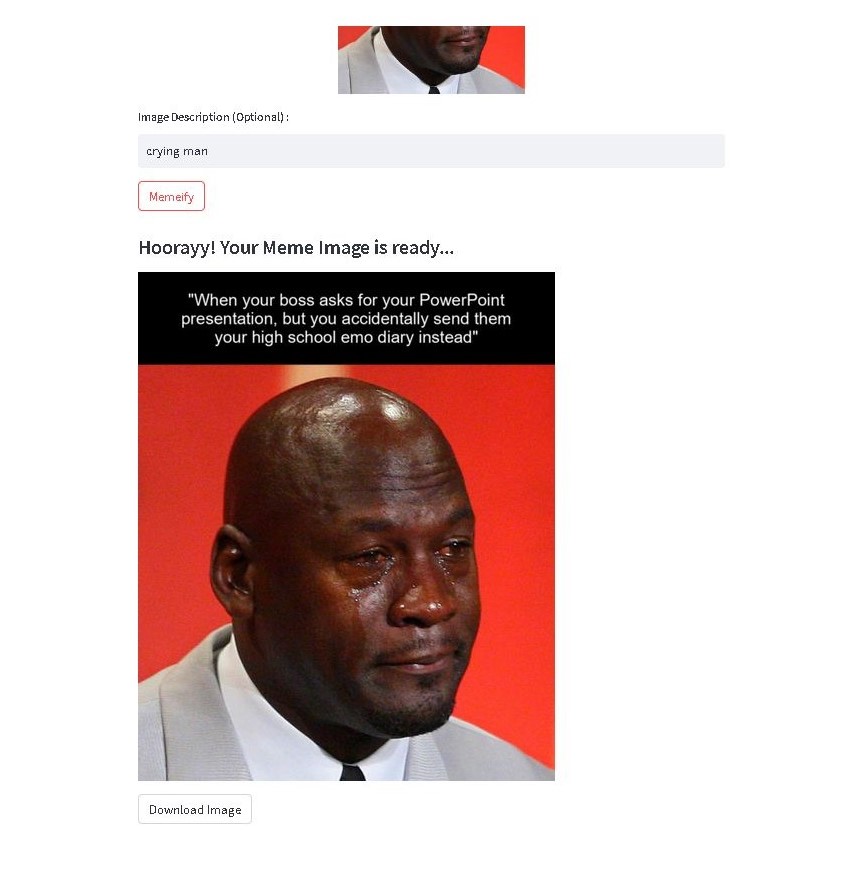 Image Description (Optional) :
crying man
Memeify
Hoorayy! Your Meme Image is ready...
"When your boss asks for your PowerPoint
presentation, but you accidentally send them
your high school emo diary instead"
Download Image